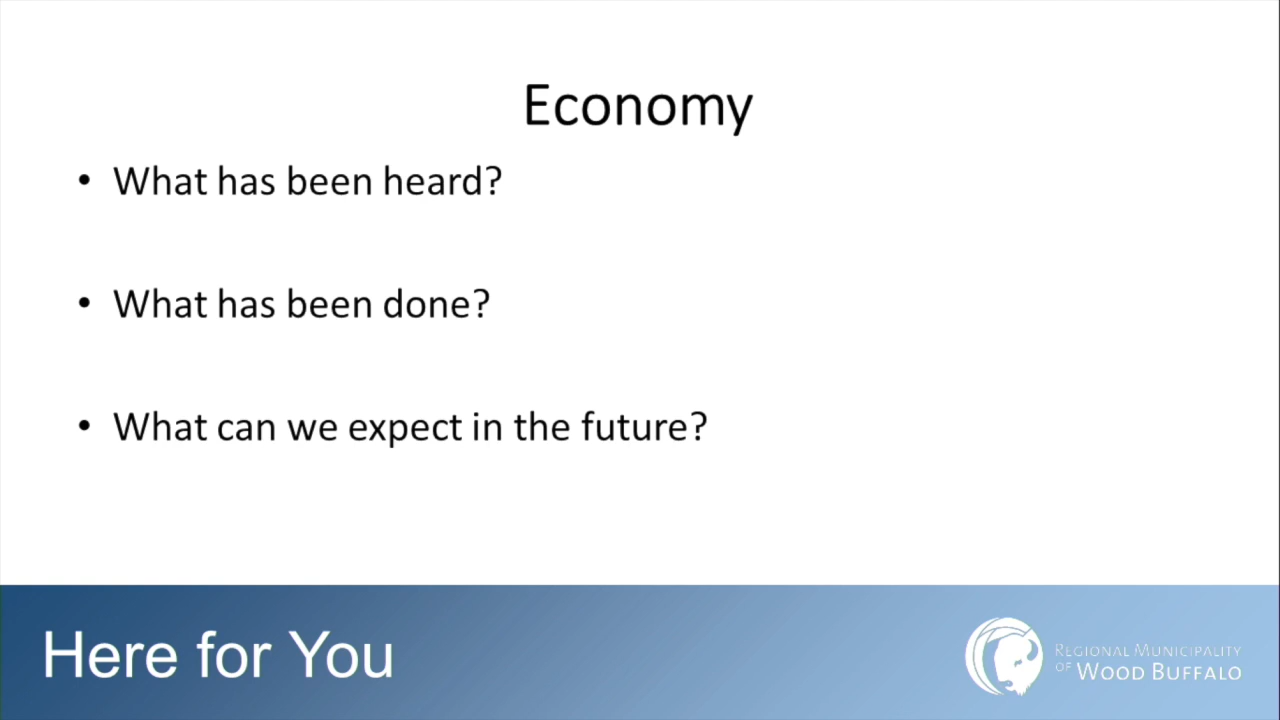 Economy
• What has been heard?
• What has been done?
• What can we expect in the future?
Here for You
REGIONAL MUNICIPALITY
OF WOOD BUFFALO